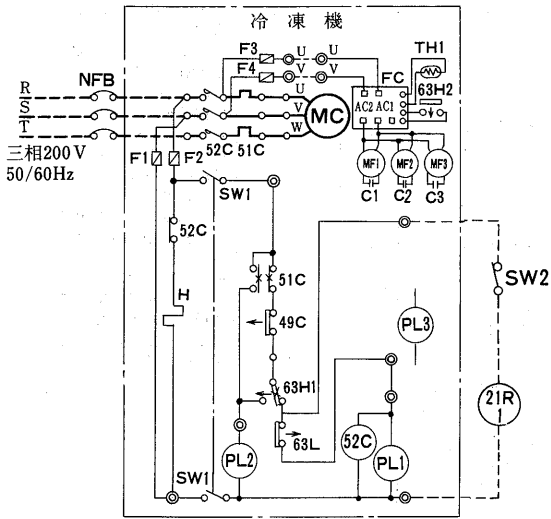 冷凍機
F3 U U
F4 V V
FC
TH1
63H2
NFB
R
S
T
U
V
W
MC
AC2 AC1
52C 51C
三相200V
50/60Hz
F1 F2
MF1 MF2 MF3
C1 C2 C3
SW1
52C
H
51C
49C
63H1
63L
SW2
PL3
21R
1
PL2
52C
PL1
SW1